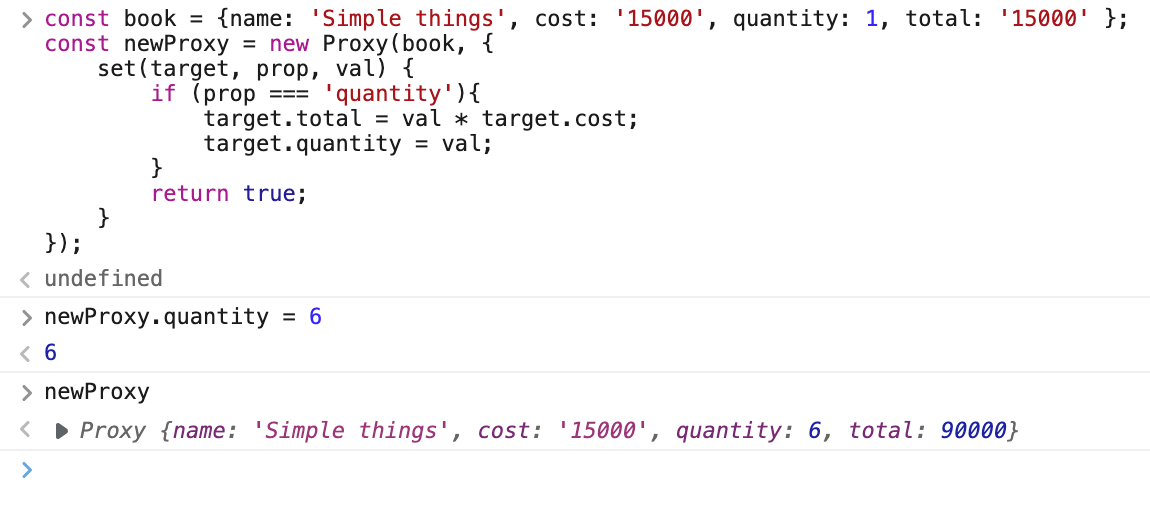 const book = {name: 'Simple things', cost: '15000', quantity: 1, total: '15000' };
const newProxy = new Proxy(book, {
    set(target, prop, val) {
        if (prop === 'quantity'){
            target.total = val * target.cost;
            target.quantity = val;
        }
        return true;
    }
});
undefined
newProxy.quantity = 6
6
newProxy
Proxy {name: 'Simple things', cost: '15000', quantity: 6, total: 90000}